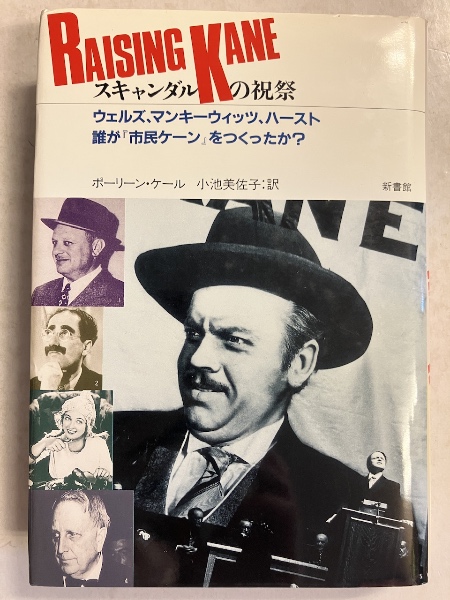 RAISING KANE
スキャンダルの祝祭
ウェルズ、マンキーウィッツ、ハースト
誰が『市民ケーン』をつくったか?
ポーリーン・ケール 小池美佐子:訳 新書館
KANE
1
2
4